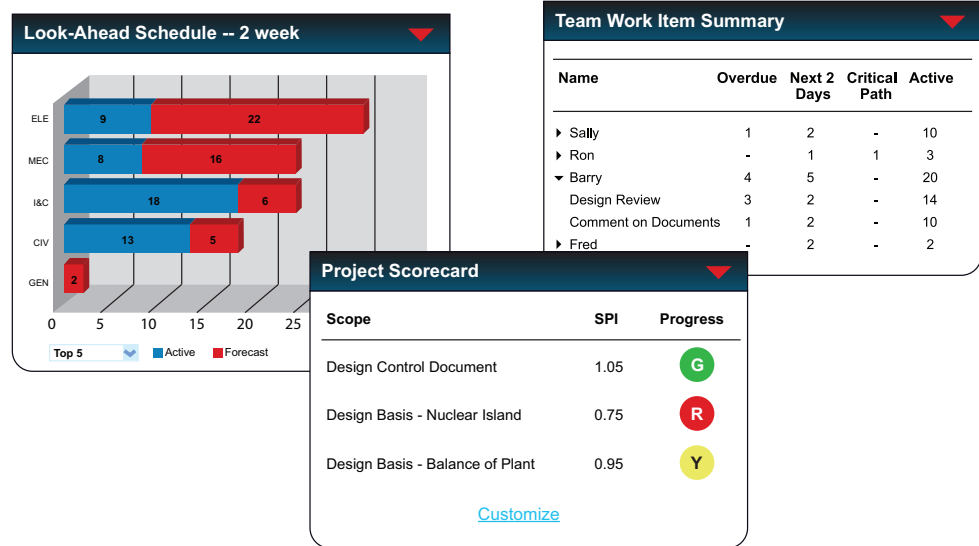 Look-Ahead Schedule -- 2 week
ELE 9 22
MEC 8 16
I&C 18 6
CIV 13 5
GEN 2
0 5 10 15 20 25
Top 5 Active Forecast
Team Work Item Summary
Name Overdue Next 2 Days Critical Path Active
Sally 1 2 - 10
Ron - 1 1 3
Barry 4 5 - 20
Design Review 3 2 - 14
Comment on Documents 1 2 - 10
Fred - 2 - 2
Project Scorecard
Scope SPI Progress
Design Control Document 1.05 G
Design Basis - Nuclear Island 0.75 R
Design Basis - Balance of Plant 0.95 Y
Customize